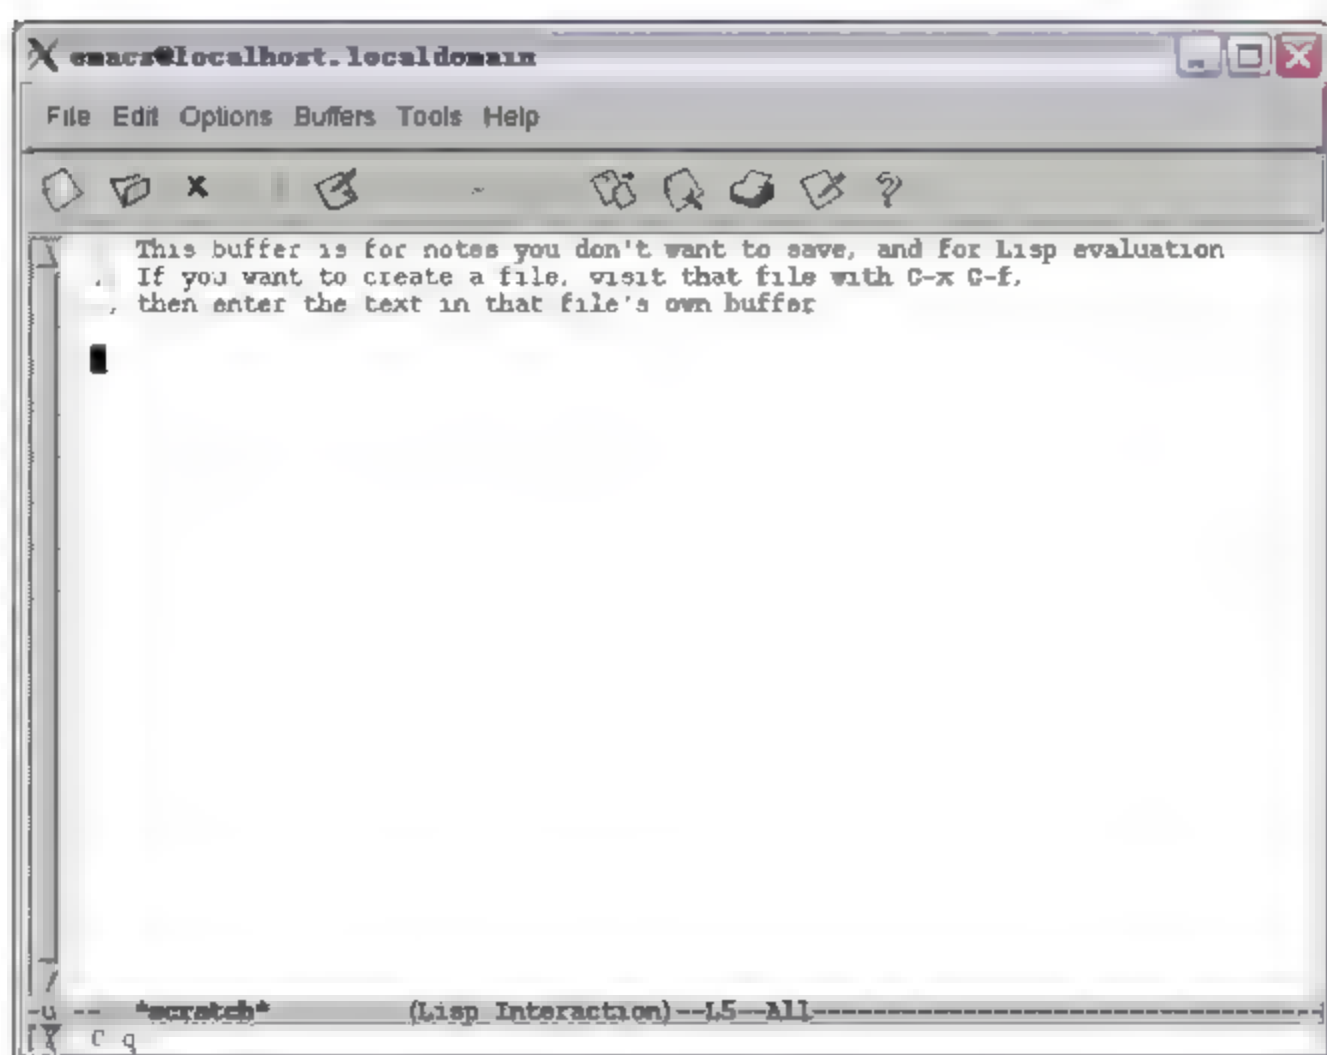 emacs@localhost.localdomain
File Edit Options Buffers Tools Help
This buffer is for notes you don't want to save, and for Lisp evaluation
If you want to create a file, visit that file with C-x C-f,
, then enter the text in that file's own buffer
-u -- *scratch* (Lisp Interaction)--L5--All--------------------------------
C q